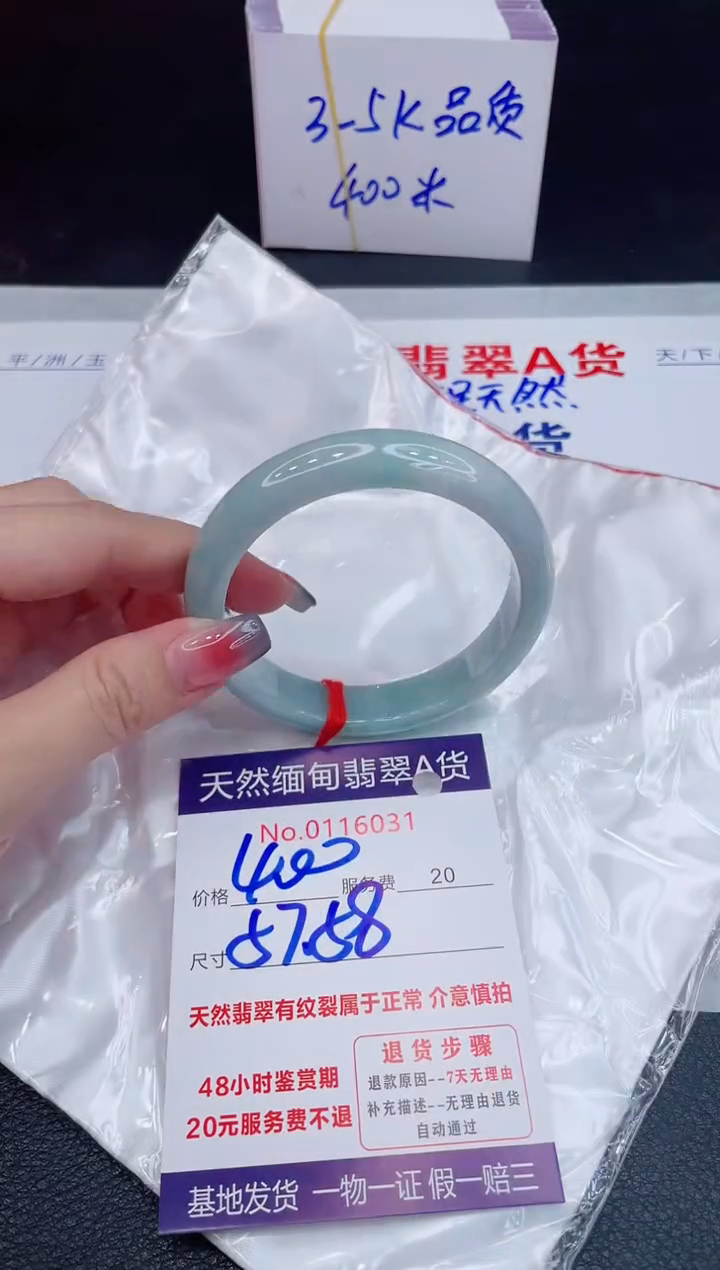 3-5K品质
400米
平/洲/玉
翡翠A货
天然.
货
天然缅甸翡翠A货
No.0116031
价格 400 服务费 20
尺寸 57.58
天然翡翠有纹裂属于正常 介意慎拍
48小时鉴赏期
20元服务费不退
退货步骤
退款原因--7天无理由
补充描述--无理由退货
自动通过
基地发货 一物一证 假一赔三